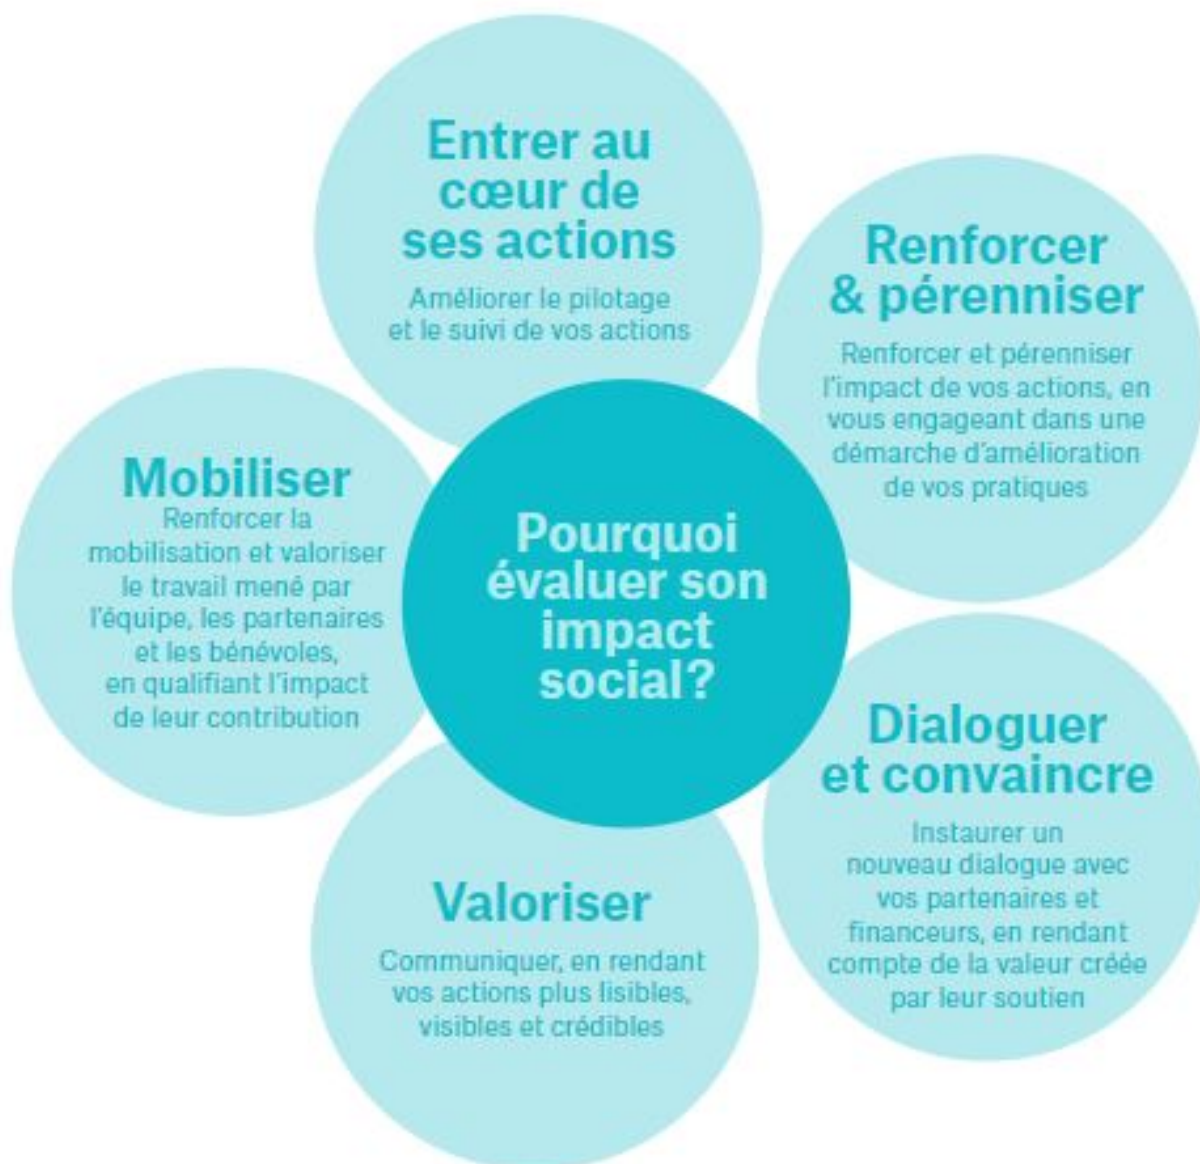 Entrer au
cœur de
ses actions
Améliorer le pilotage
et le suivi de vos actions
Renforcer
& pérenniser
Renforcer et pérenniser
l'impact de vos actions, en
vous engageant dans une
démarche d'amélioration
de vos pratiques
Mobiliser
Renforcer la
mobilisation et valoriser
le travail mené par
l'équipe, les partenaires
et les bénévoles,
en qualifiant l'impact
de leur contribution
Pourquoi
évaluer son
impact
social?
Dialoguer
et convaincre
Instaurer un
nouveau dialogue avec
vos partenaires et
financeurs, en rendant
compte de la valeur créée
par leur soutien
Valoriser
Communiquer, en rendant
vos actions plus lisibles,
visibles et crédibles